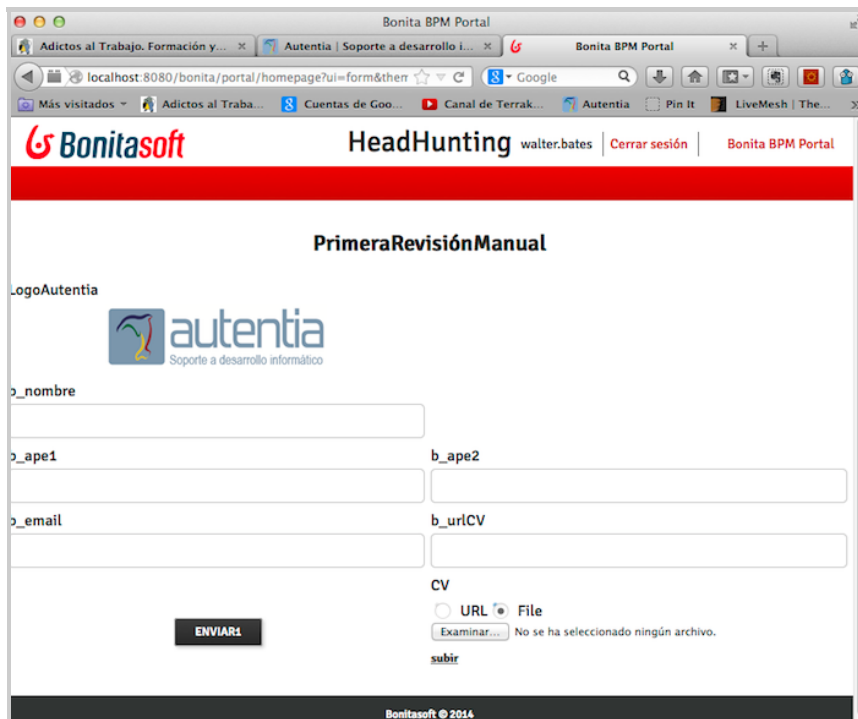 Bonita BPM Portal
Adictos al Trabajo. Formación y... × Autentia | Soporte a desarrollo i... × Bonita BPM Portal × +
localhost:8080/bonita/portal/homepage?ui=form&then Google
Más visitados Adictos al Traba... Cuentas de Goo... Canal de Terrak... Autentia Pin It LiveMesh | The...
Bonitasoft HeadHunting walter.bates Cerrar sesión Bonita BPM Portal
PrimeraRevisiónManual
LogoAutentia
autentia
Soporte a desarrollo informático
b_nombre
b_ape1 b_ape2
b_email b_urlCV
CV
URL File
ENVIAR1 Examinar... No se ha seleccionado ningún archivo.
subir
Bonitasoft © 2014